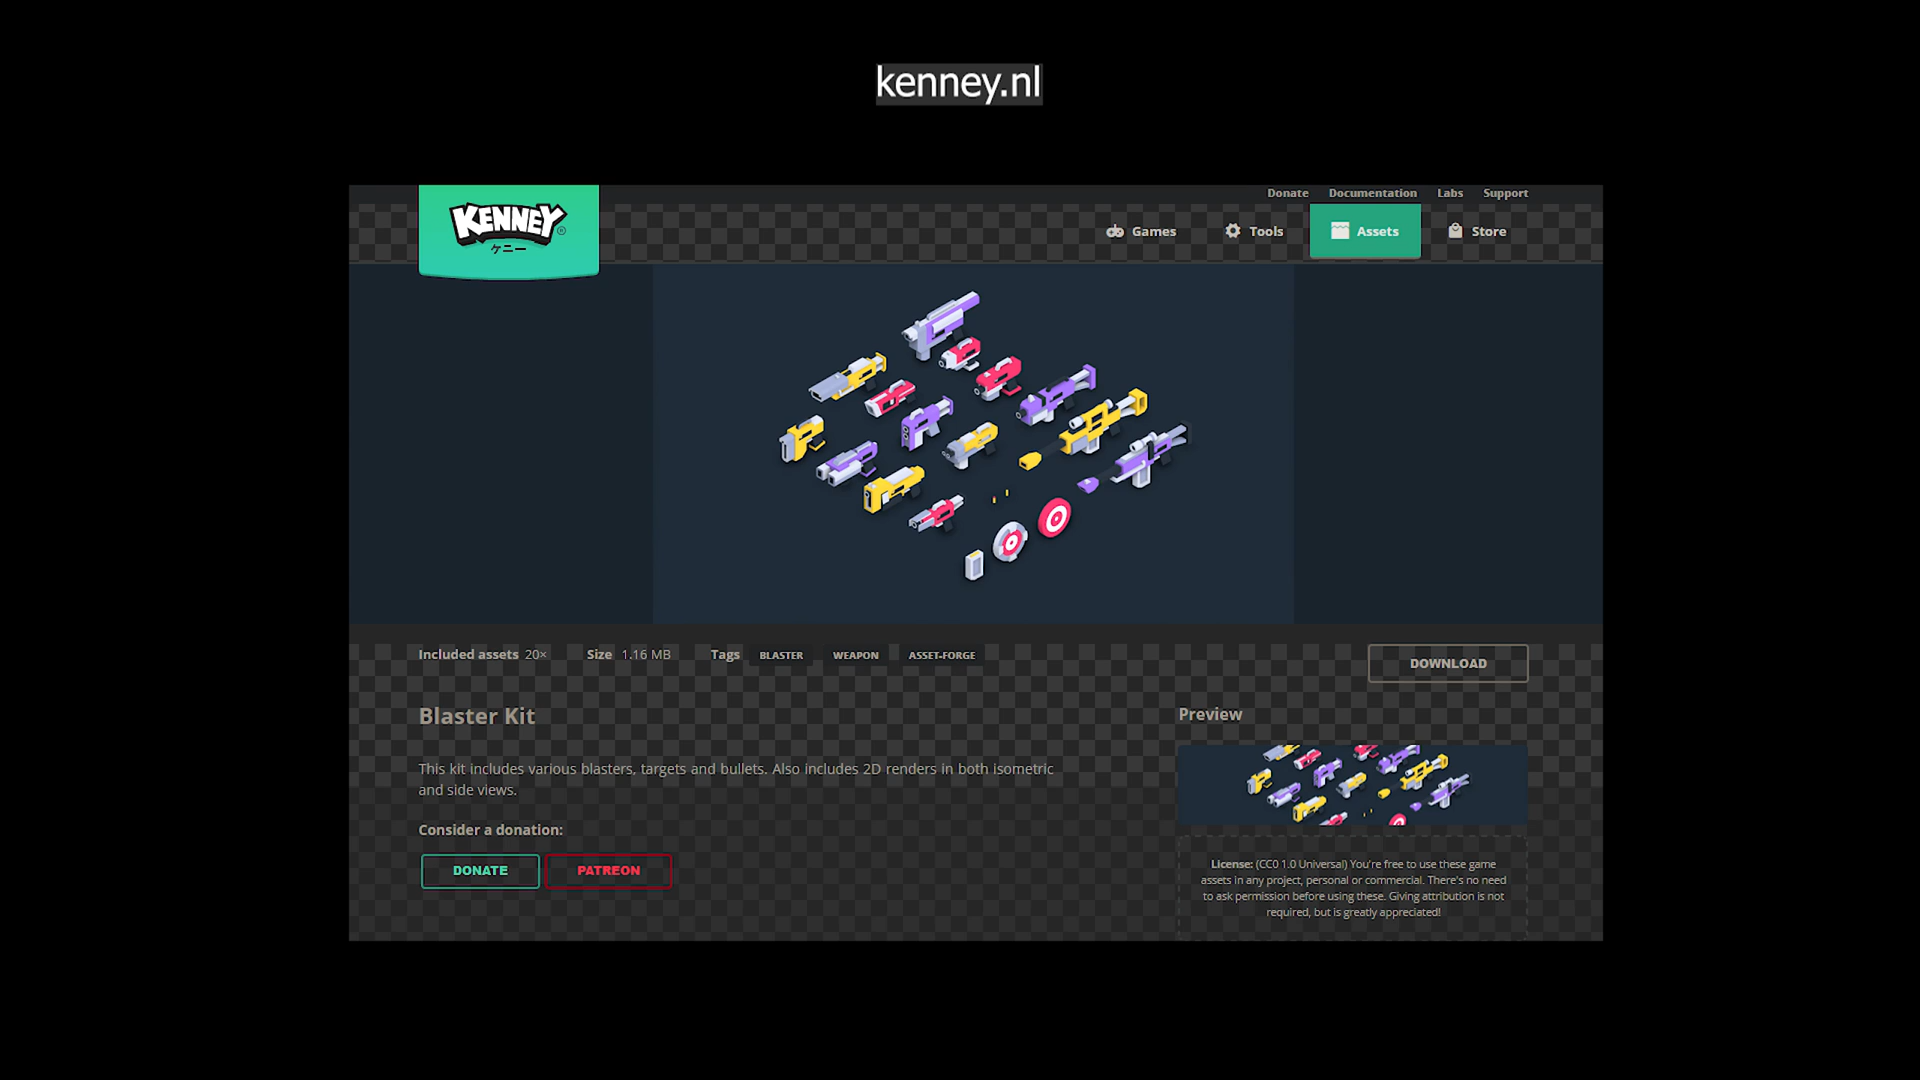 kenney.nl
Donate Documentation Labs Support
KENNEY®
ケニー
Games Tools Assets Store
Included assets 20× Size 1.16 MB Tags BLASTER WEAPON ASSET-FORGE DOWNLOAD
Blaster Kit
This kit includes various blasters, targets and bullets. Also includes 2D renders in both isometric
and side views.
Consider a donation:
DONATE PATREON
Preview
License: (CC0 1.0 Universal) You're free to use these game
assets in any project, personal or commercial. There's no need
to ask permission before using these. Giving attribution is not
required, but is greatly appreciated!